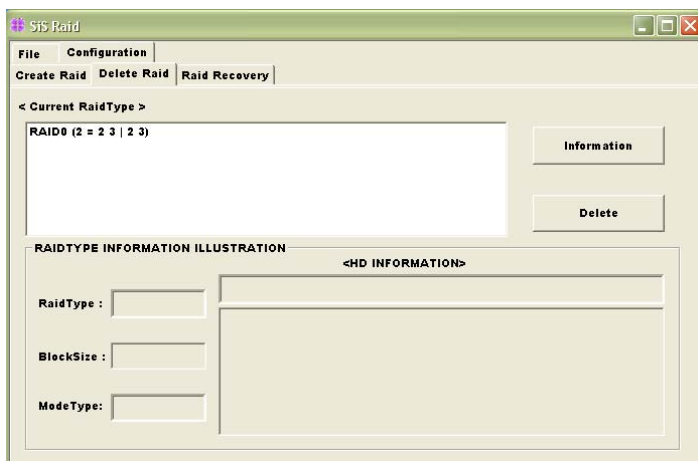 SiS Raid
File Configuration
Create Raid Delete Raid Raid Recovery
< Current RaidType >
RAID0 (2 = 2 3 | 2 3)
Information
Delete
RAIDTYPE INFORMATION ILLUSTRATION
<HD INFORMATION>
RaidType :
BlockSize :
ModeType: